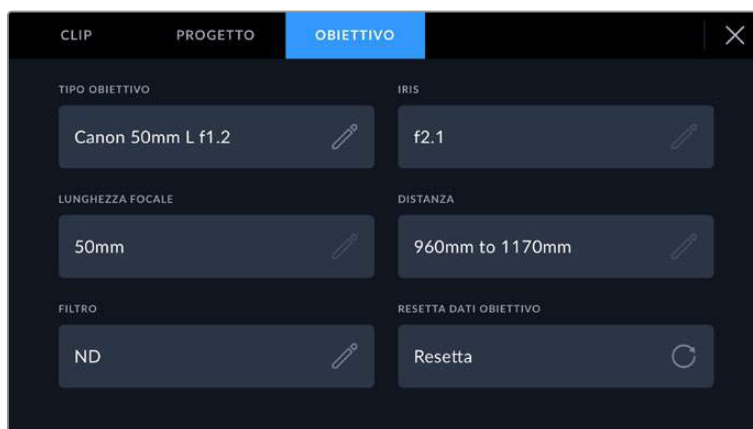 CLIP PROGETTO OBIETTIVO
TIPO OBIETTIVO
Canon 50mm L f1.2
IRIS
f2.1
LUNGHEZZA FOCALE
50mm
DISTANZA
960mm to 1170mm
FILTRO
ND
RESETTA DATI OBIETTIVO
Resetta